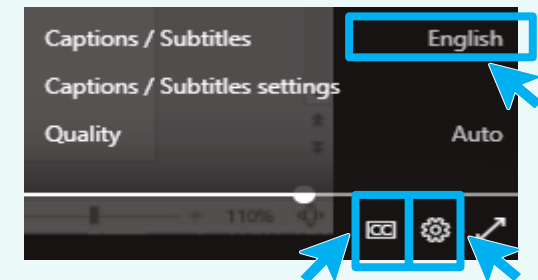 Captions / Subtitles English
Captions / Subtitles settings
Quality Auto
110%
CC